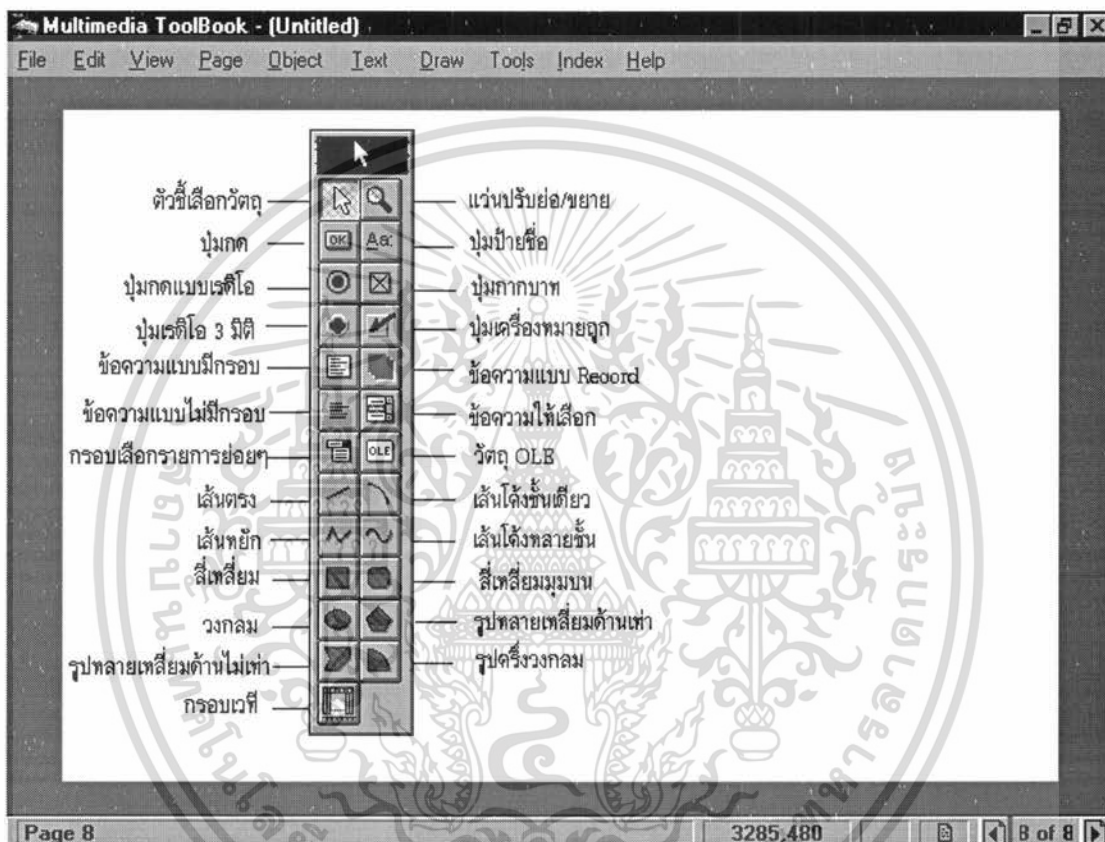 Multimedia ToolBook - (Untitled)
File Edit View Page Object Text Draw Tools Index Help
ตัวชี้เลือกวัตถุ แว่นปรับย่อ/ขยาย
OK Aa:
ปุ่มกด ปุ่มป้ายชื่อ
ปุ่มกดแบบเรดิโอ ปุ่มกากบาท
ปุ่มเรดิโอ 3 มิติ ปุ่มเครื่องหมายถูก
ข้อความแบบมีกรอบ ข้อความแบบ Record
ข้อความแบบไม่มีกรอบ ข้อความให้เลือก
กรอบเลือกรายการย่อยๆ OLE วัตถุ OLE
เส้นตรง เส้นโค้งชั้นเดียว
เส้นหยัก เส้นโค้งหลายชั้น
สี่เหลี่ยม สี่เหลี่ยมมุมบน
วงกลม รูปหลายเหลี่ยมด้านเท่า
รูปหลายเหลี่ยมด้านไม่เท่า รูปครึ่งวงกลม
กรอบเวที
Page 8 3285,480 8 of 8